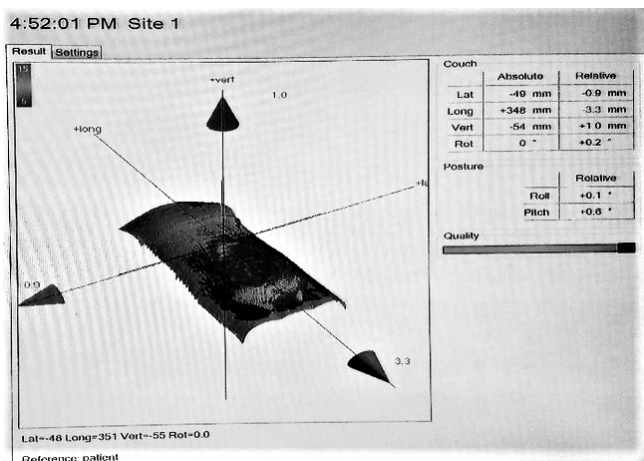 4:52:01 PM Site 1
Result Settings
15
5
+vert
1.0
+long
0.9
3.3
Lat=-48 Long=351 Vert=-55 Rot=0.0
Reference: patient
Couch
Absolute Relative
Lat -49 mm -0.9 mm
Long +348 mm -3.3 mm
Vert -54 mm +1.0 mm
Rot 0 ° +0.2 °
Posture
Relative
Roll +0.1 °
Pitch +0.6 °
Quality